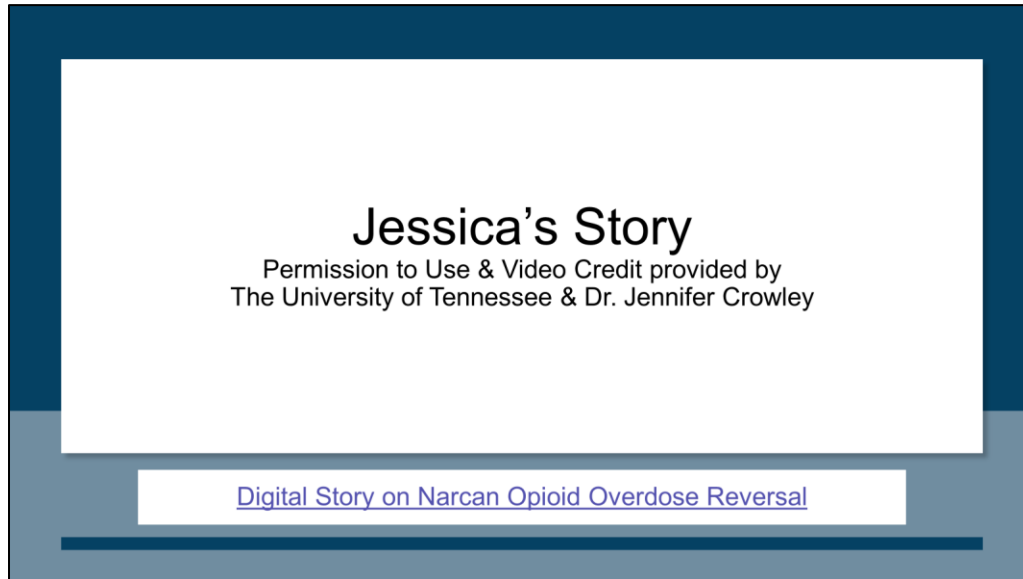 Jessica’s Story
Permission to Use & Video Credit provided by
The University of Tennessee & Dr. Jennifer Crowley
Digital Story on Narcan Opioid Overdose Reversal